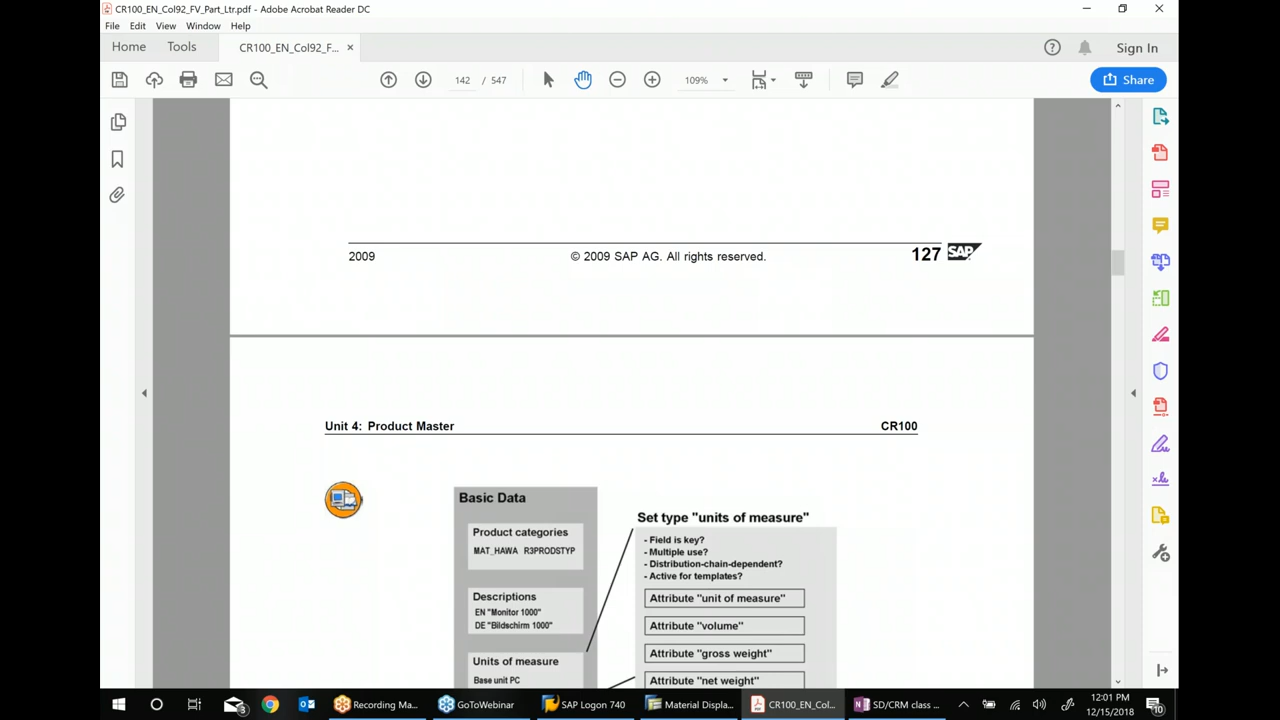 CR100_EN_Col92_FV_Part_Ltr.pdf - Adobe Acrobat Reader DC
File Edit View Window Help
Home Tools CR100_EN_Col92_F... × Sign In
142 / 547 109% Share
2009 © 2009 SAP AG. All rights reserved. 127 SAP
Unit 4: Product Master CR100
Basic Data
Product categories
MAT_HAWA R3PRODSTYP
Descriptions
EN "Monitor 1000"
DE "Bildschirm 1000"
Units of measure
Base unit PC
Set type "units of measure"
- Field is key?
- Multiple use?
- Distribution-chain-dependent?
- Active for templates?
Attribute "unit of measure"
Attribute "volume"
Attribute "gross weight"
Attribute "net weight"
Recording Ma... GoToWebinar SAP Logon 740 Material Displa... CR100_EN_Col... SD/CRM class ... 12:01 PM
12/15/2018